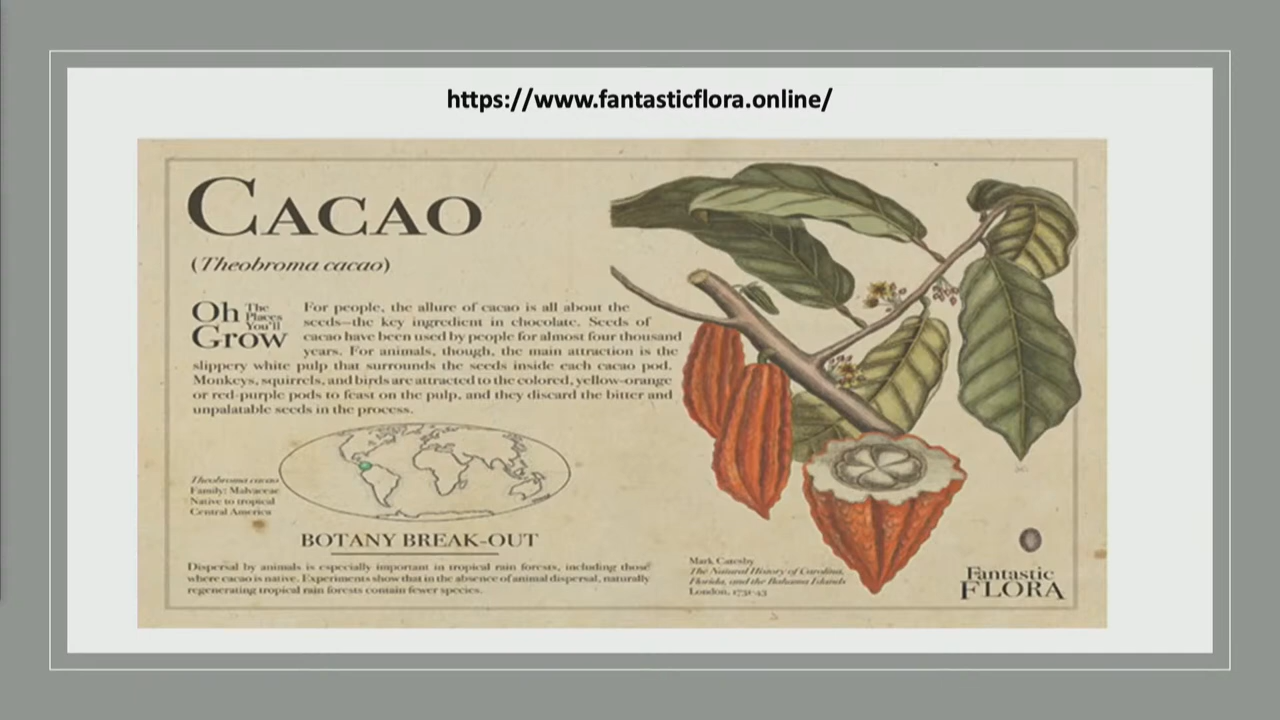 https://www.fantasticflora.online/
CACAO
(Theobroma cacao)
Oh The Places You'll Grow
For people, the allure of cacao is all about the
seeds—the key ingredient in chocolate. Seeds of
cacao have been used by people for almost four thousand
years. For animals, though, the main attraction is the
slippery white pulp that surrounds the seeds inside each cacao pod.
Monkeys, squirrels, and birds are attracted to the colored, yellow-orange
or red-purple pods to feast on the pulp, and they discard the bitter and
unpalatable seeds in the process.
Theobroma cacao
Family: Malvaceae
Native to tropical
Central America
BOTANY BREAK-OUT
Dispersal by animals is especially important in tropical rain forests, including those
where cacao is native. Experiments show that in the absence of animal dispersal, naturally
regenerating tropical rain forests contain fewer species.
Mark Catesby
The Natural History of Carolina,
Florida, and the Bahama Islands
London, 1731-43
Fantastic
FLORA